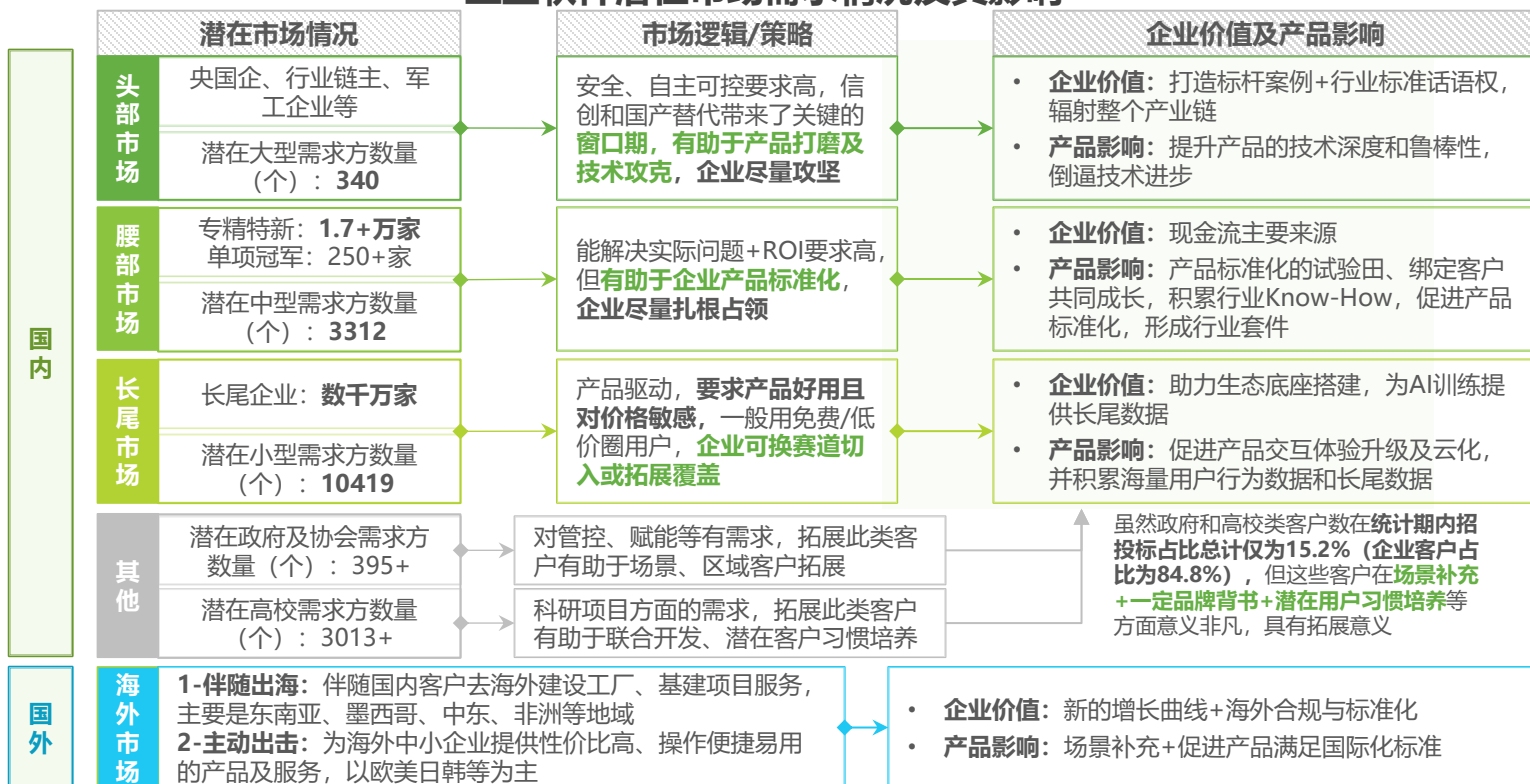 潜在市场情况
市场逻辑/策略
企业价值及产品影响
国内
头部市场
央国企、行业链主、军
工企业等
潜在大型需求方数量
（个）：340
安全、自主可控要求高，信
创和国产替代带来了关键的
窗口期，有助于产品打磨及
技术攻克，企业尽量攻坚
• 企业价值：打造标杆案例+行业标准话语权，
辐射整个产业链
• 产品影响：提升产品的技术深度和鲁棒性，
倒逼技术进步
腰部市场
专精特新：1.7+万家
单项冠军：250+家
潜在中型需求方数量
（个）：3312
能解决实际问题+ROI要求高，
但有助于企业产品标准化，
企业尽量扎根占领
• 企业价值：现金流主要来源
• 产品影响：产品标准化的试验田、绑定客户
共同成长，积累行业Know-How，促进产品
标准化，形成行业套件
长尾市场
长尾企业：数千万家
潜在小型需求方数量
（个）：10419
产品驱动，要求产品好用且
对价格敏感，一般用免费/低
价圈用户，企业可换赛道切
入或拓展覆盖
• 企业价值：助力生态底座搭建，为AI训练提
供长尾数据
• 产品影响：促进产品交互体验升级及云化，
并积累海量用户行为数据和长尾数据
其他
潜在政府及协会需求方
数量（个）：395+
对管控、赋能等有需求，拓展此类客
户有助于场景、区域客户拓展
潜在高校需求方数量
（个）：3013+
科研项目方面的需求，拓展此类客户
有助于联合开发、潜在客户习惯培养
虽然政府和高校类客户数在统计期内招
投标占比总计仅为15.2%（企业客户占
比为84.8%），但这些客户在场景补充
+一定品牌背书+潜在用户习惯培养等
方面意义非凡，具有拓展意义
国外
海外市场
1-伴随出海：伴随国内客户去海外建设工厂、基建项目服务，
主要是东南亚、墨西哥、中东、非洲等地域
2-主动出击：为海外中小企业提供性价比高、操作便捷易用
的产品及服务，以欧美日韩等为主
• 企业价值：新的增长曲线+海外合规与标准化
• 产品影响：场景补充+促进产品满足国际化标准